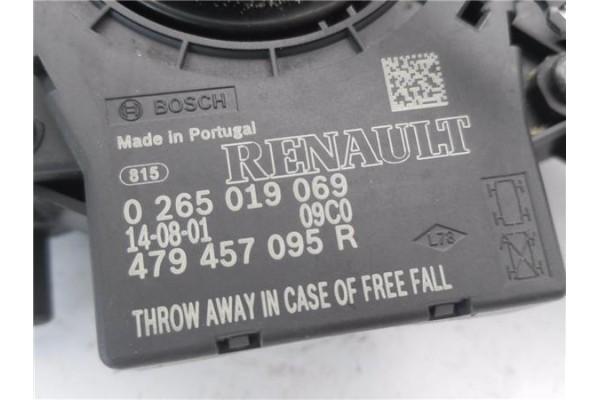 BOSCH
Made in Portugal
RENAULT
815
0 265 019 069
14-08-01 09C0
479 457 095 R
L78
THROW AWAY IN CASE OF FREE FALL